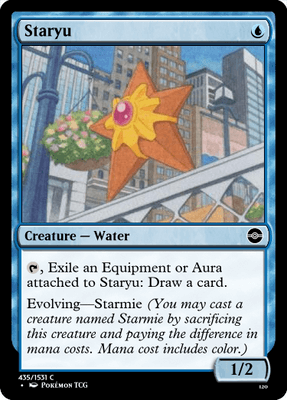 Staryu
Creature — Water
, Exile an Equipment or Aura
attached to Staryu: Draw a card.
Evolving—Starmie (You may cast a
creature named Starmie by sacrificing
this creature and paying the difference in
mana costs. Mana cost includes color.)
1/2
435/1531 C
• Pokémon TCG